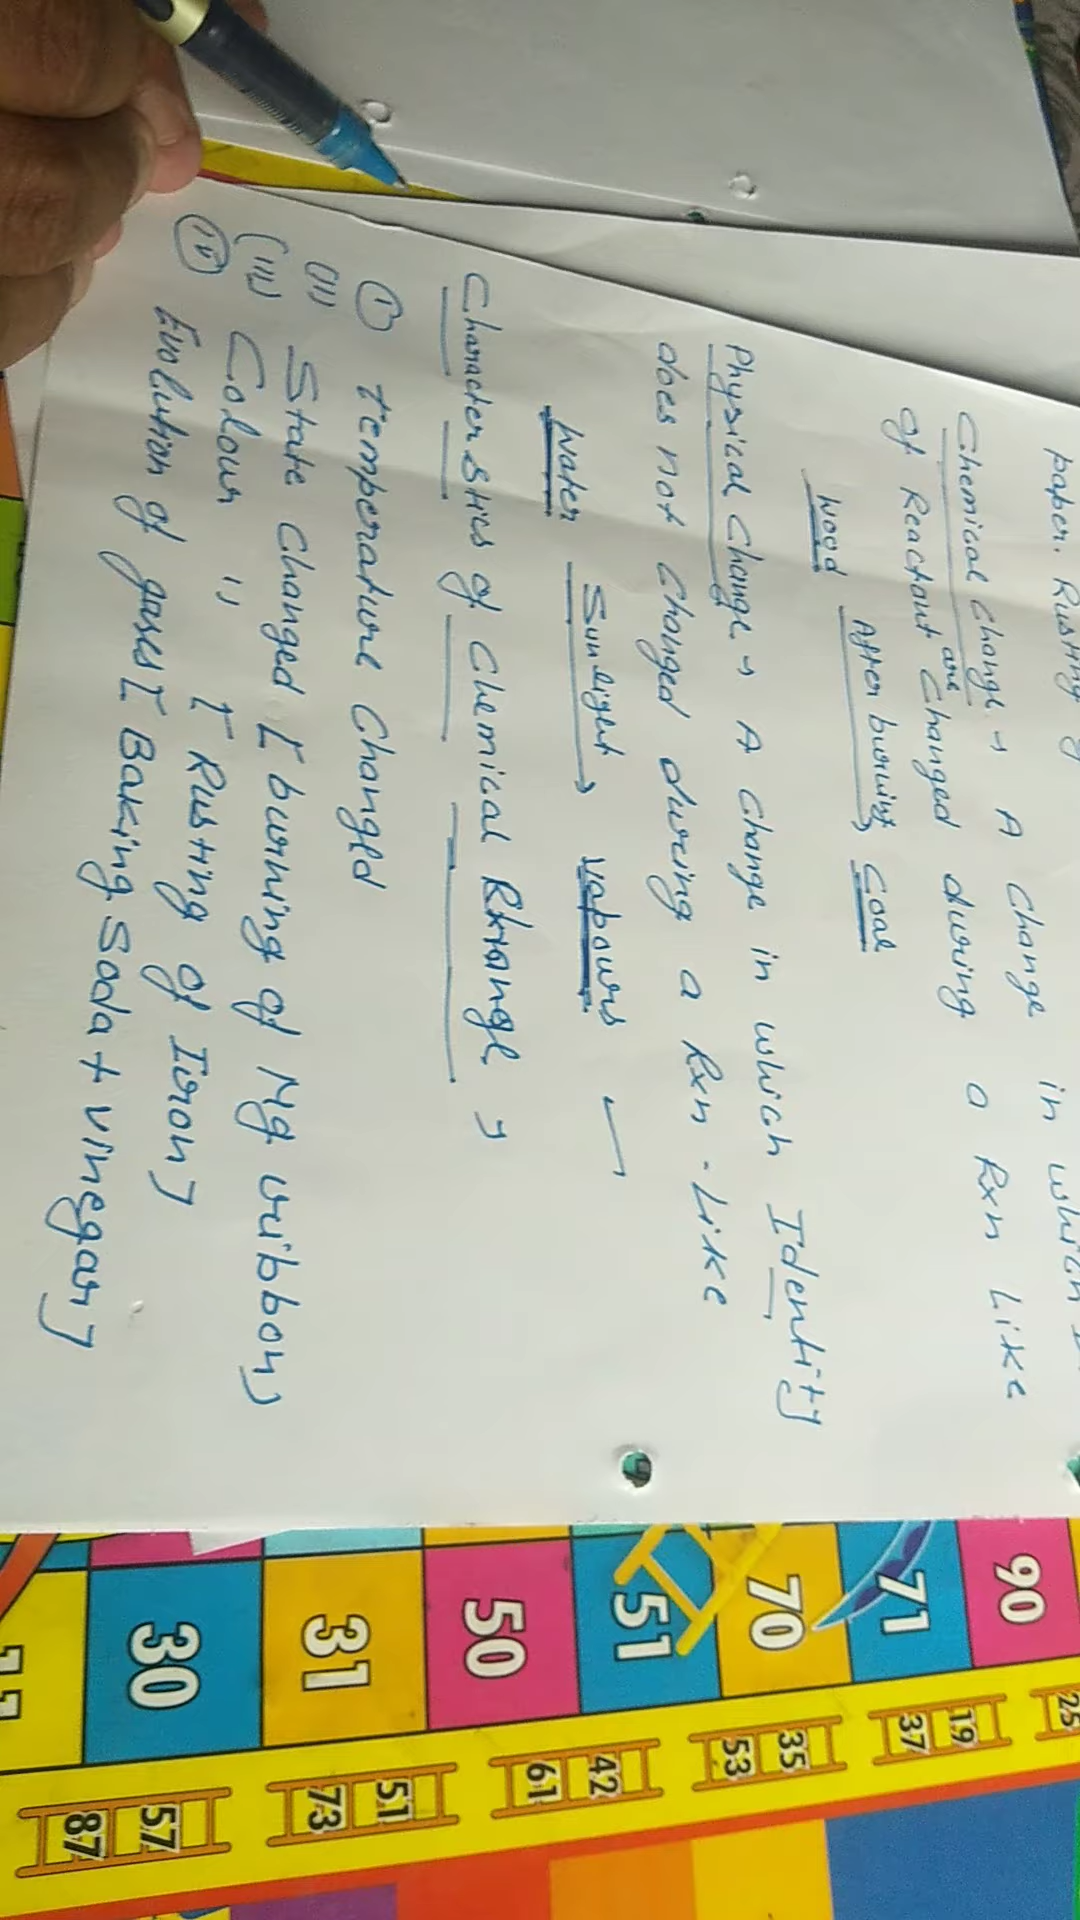 paper. Rusting
Chemical Change → A Change in which
of Reactant are Changed during a Rxn Like
Wood After burning Coal
Physical Change → A Change in which Identity
does not Changed during a Rxn - Like
Water Sunlight Vapours
Characterstics of Chemical Change →
(i) temperature Changed
(ii) State Changed [burning of Mg ribbon]
(iii) Colour " [Rusting of Iron]
(iv) Evolution of gases [Baking Soda + vinegar]
90
71
70
51
50
31
30
11
25
19
37
35
53
42
61
51
73
57
87